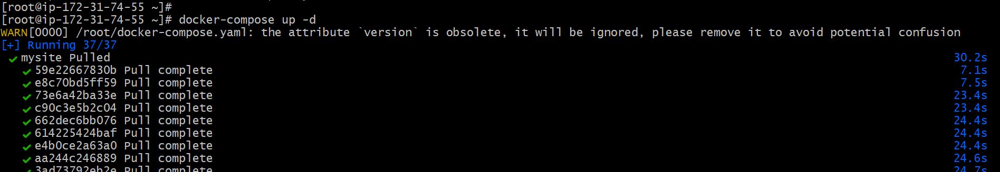 [root@ip-172-31-74-55 ~]#
[root@ip-172-31-74-55 ~]# docker-compose up -d
WARN[0000] /root/docker-compose.yaml: the attribute `version` is obsolete, it will be ignored, please remove it to avoid potential confusion
[+] Running 37/37
✔ mysite Pulled 30.2s
✔ 59e22667830b Pull complete 7.1s
✔ e8c70bd5ff59 Pull complete 7.5s
✔ 73e6a42ba33e Pull complete 23.4s
✔ c90c3e5b2c04 Pull complete 23.4s
✔ 662dec6bb076 Pull complete 24.4s
✔ 614225424baf Pull complete 24.4s
✔ e4b0ce2a63a0 Pull complete 24.4s
✔ aa244c246889 Pull complete 24.6s
✔ 3ad73792eb2e Pull complete 24.7s